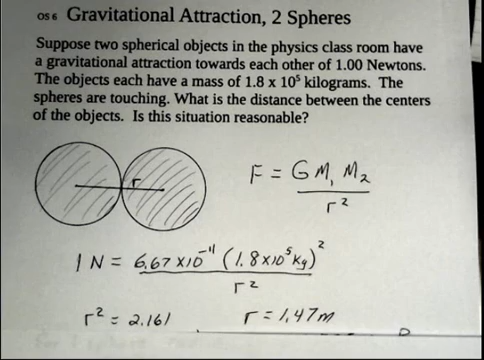 OS 6 Gravitational Attraction, 2 Spheres
Suppose two spherical objects in the physics class room have
a gravitational attraction towards each other of 1.00 Newtons.
The objects each have a mass of 1.8 x 10⁵ kilograms. The
spheres are touching. What is the distance between the centers
of the objects. Is this situation reasonable?
r
F = G M₁ M₂
r²
1 N = 6.67 x10⁻¹¹ (1.8 x10⁵ Kg)²
r²
r² = 2.161 r = 1.47 m